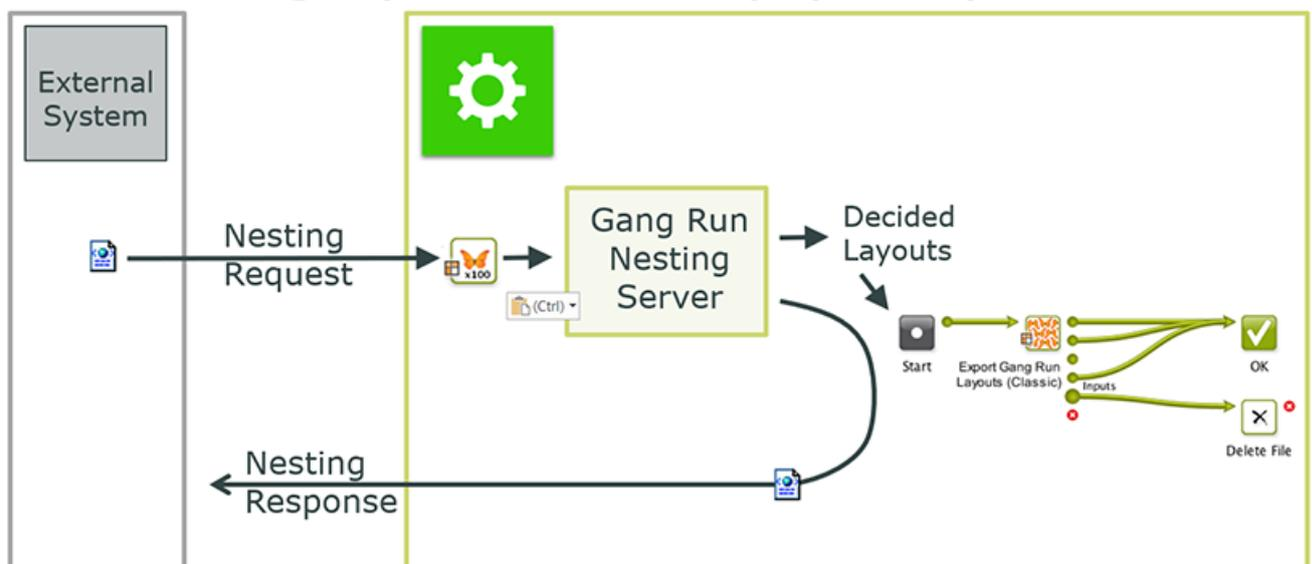 External
System
Nesting
Request
x100
(Ctrl)
Gang Run
Nesting
Server
Decided
Layouts
Start
Export Gang Run
Layouts (Classic)
Inputs
OK
Delete File
Nesting
Response